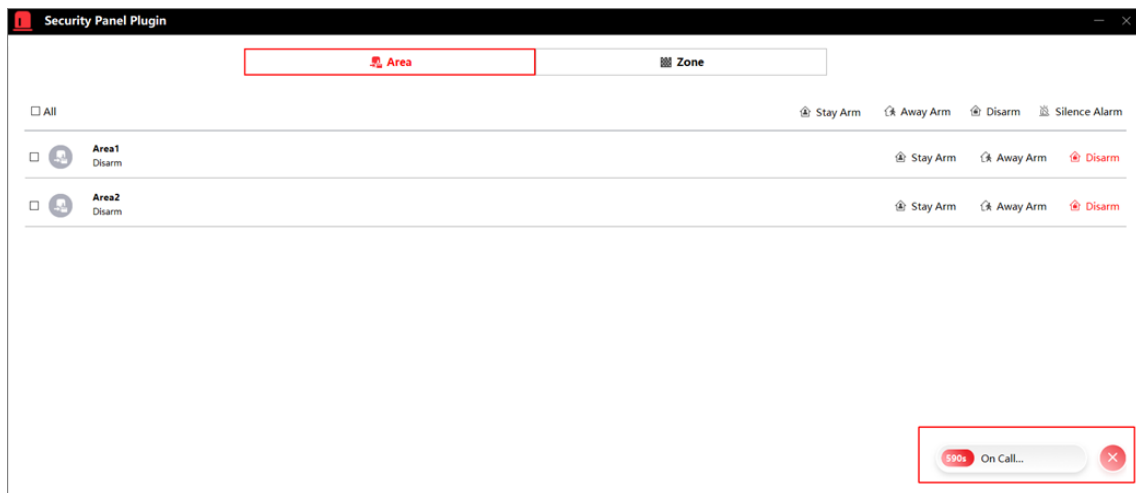 Security Panel Plugin
Area Zone
All Stay Arm Away Arm Disarm Silence Alarm
Area1
Disarm
Stay Arm Away Arm Disarm
Area2
Disarm
Stay Arm Away Arm Disarm
590s On Call...